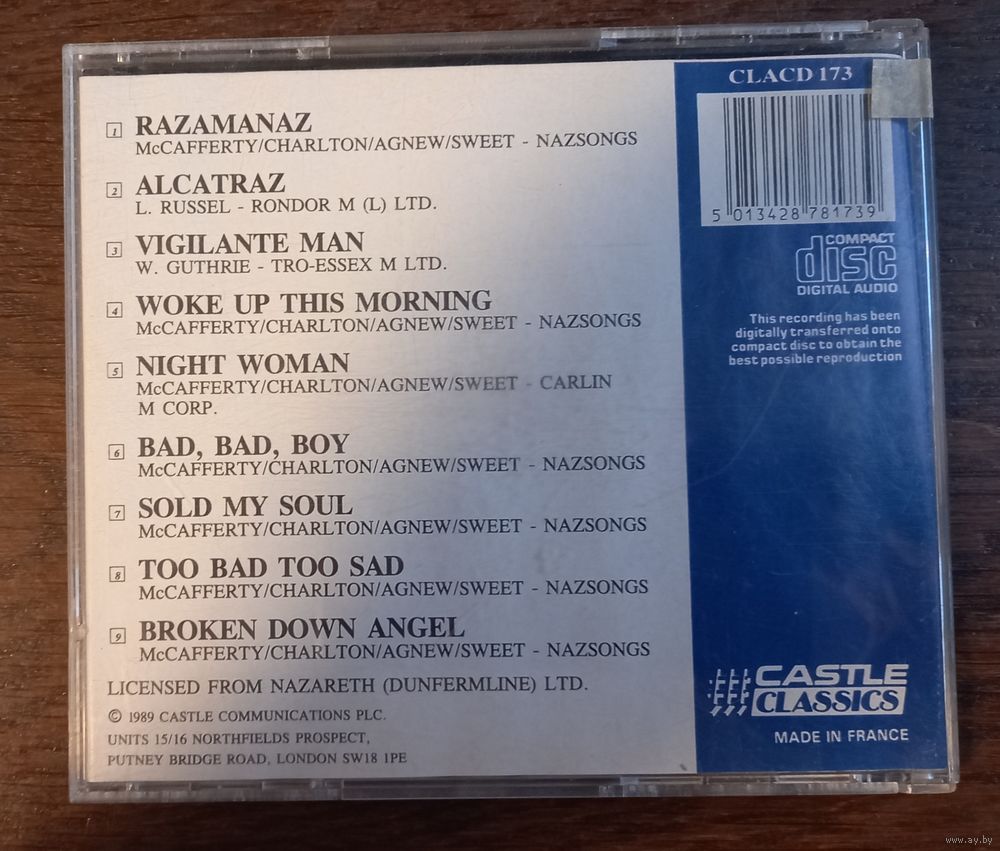 1 RAZAMANAZ
McCAFFERTY/CHARLTON/AGNEW/SWEET - NAZSONGS
2 ALCATRAZ
L. RUSSEL - RONDOR M (L) LTD.
3 VIGILANTE MAN
W. GUTHRIE - TRO-ESSEX M LTD.
4 WOKE UP THIS MORNING
McCAFFERTY/CHARLTON/AGNEW/SWEET - NAZSONGS
5 NIGHT WOMAN
McCAFFERTY/CHARLTON/AGNEW/SWEET - CARLIN
M CORP.
6 BAD, BAD, BOY
McCAFFERTY/CHARLTON/AGNEW/SWEET - NAZSONGS
7 SOLD MY SOUL
McCAFFERTY/CHARLTON/AGNEW/SWEET - NAZSONGS
8 TOO BAD TOO SAD
McCAFFERTY/CHARLTON/AGNEW/SWEET - NAZSONGS
9 BROKEN DOWN ANGEL
McCAFFERTY/CHARLTON/AGNEW/SWEET - NAZSONGS
LICENSED FROM NAZARETH (DUNFERMLINE) LTD.
© 1989 CASTLE COMMUNICATIONS PLC.
UNITS 15/16 NORTHFIELDS PROSPECT,
PUTNEY BRIDGE ROAD, LONDON SW18 1PE
CLACD 173
5 013428 781739
COMPACT
disc
DIGITAL AUDIO
This recording has been
digitally transferred onto
compact disc to obtain the
best possible reproduction
CASTLE
CLASSICS
MADE IN FRANCE
www.ay.by